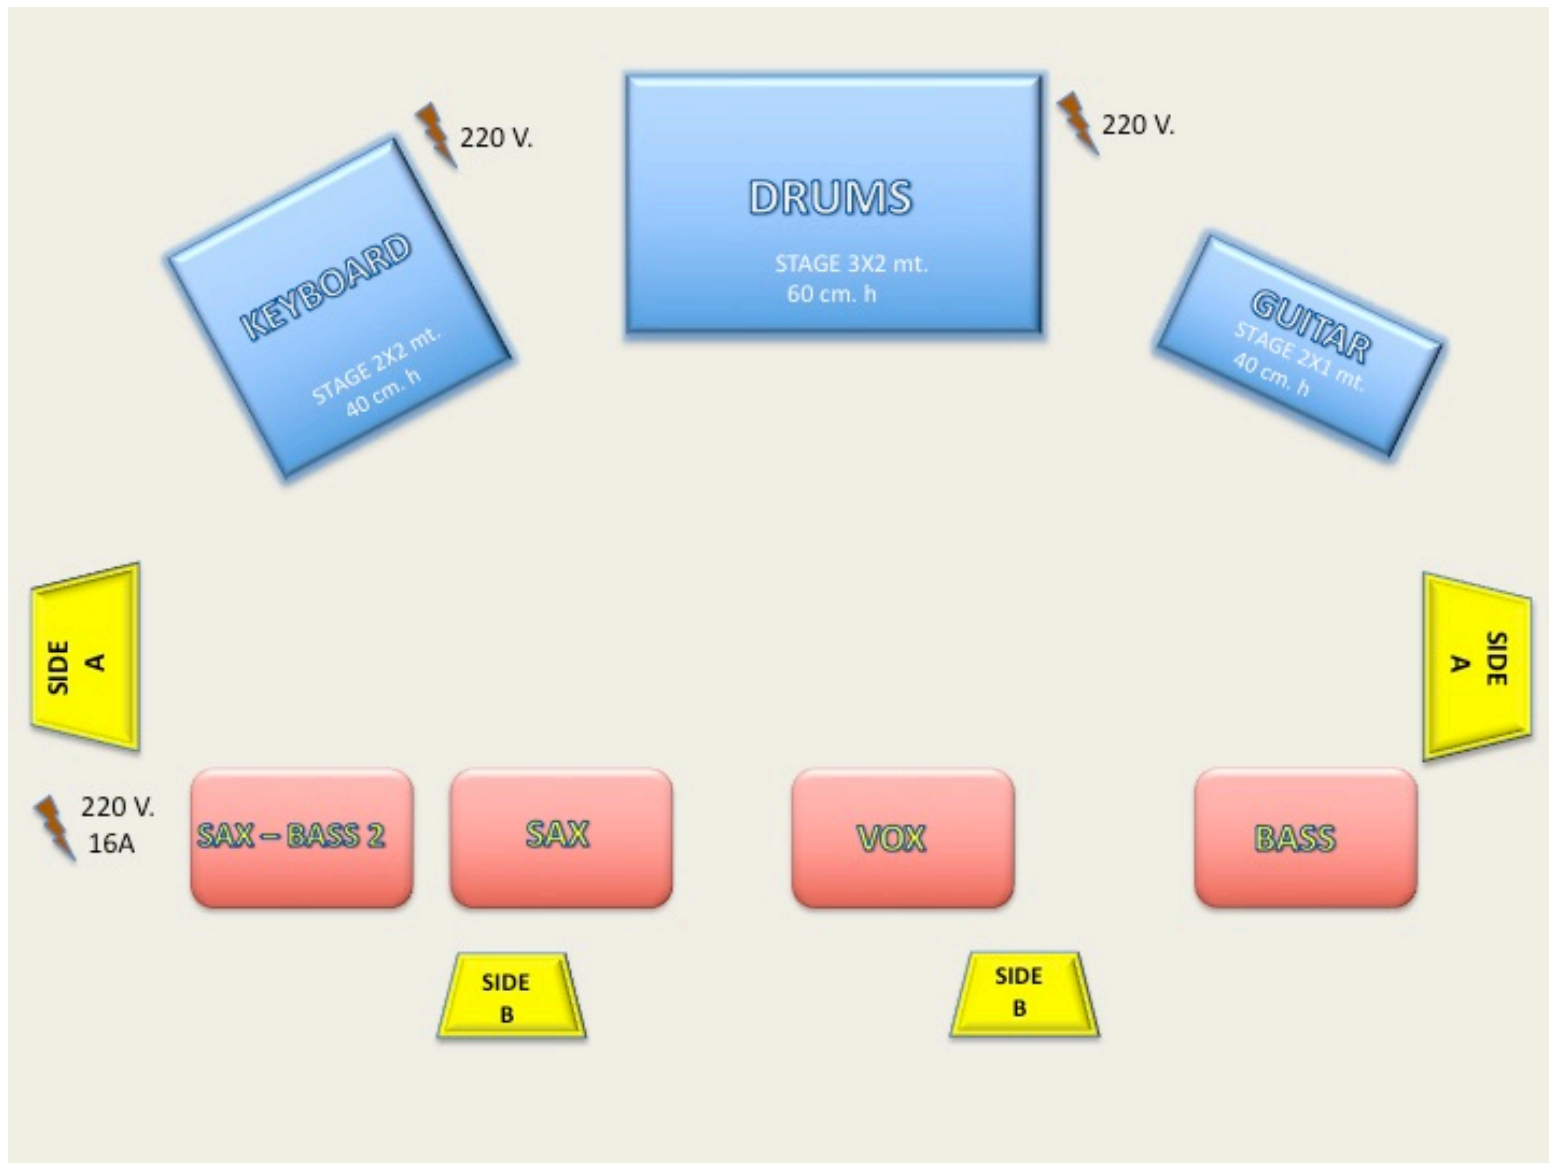 220 V.
KEYBOARD
STAGE 2X2 mt.
40 cm. h
DRUMS
STAGE 3X2 mt.
60 cm. h
220 V.
GUITAR
STAGE 2X1 mt.
40 cm. h
SIDE
A
SIDE
A
220 V.
16A
SAX – BASS 2
SAX
VOX
BASS
SIDE
B
SIDE
B